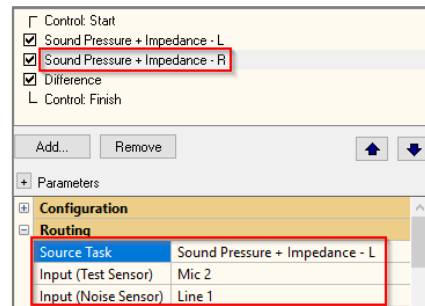 Control: Start
Sound Pressure + Impedance - L
Sound Pressure + Impedance - R
Difference
Control: Finish
Add... Remove
Parameters
Configuration
Routing
Source Task Sound Pressure + Impedance - L
Input (Test Sensor) Mic 2
Input (Noise Sensor) Line 1